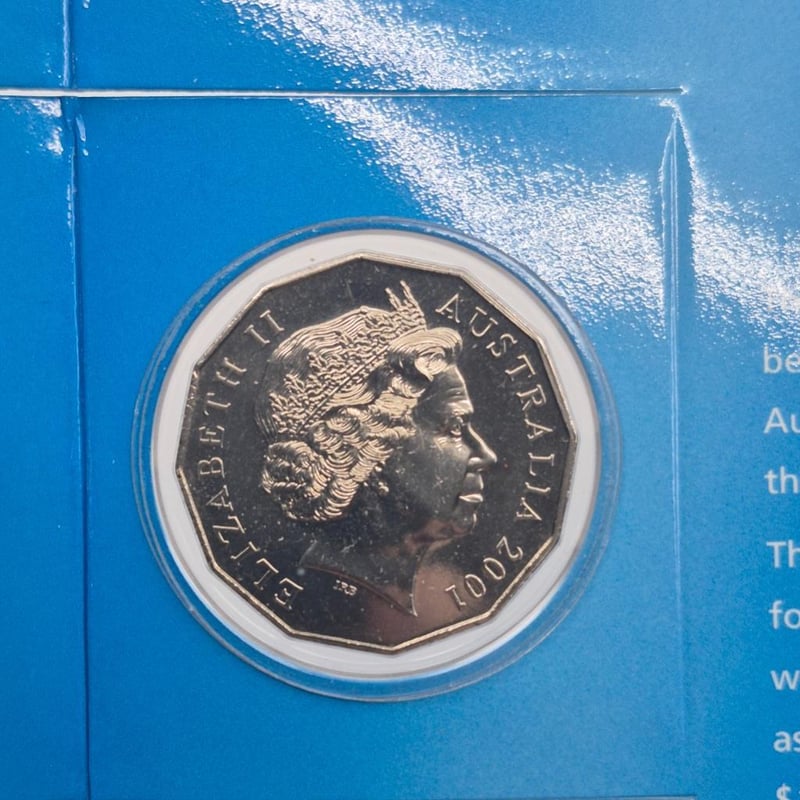 ELIZABETH II
AUSTRALIA 2001
IRB
be
Au
th
Th
fo
w
as
$